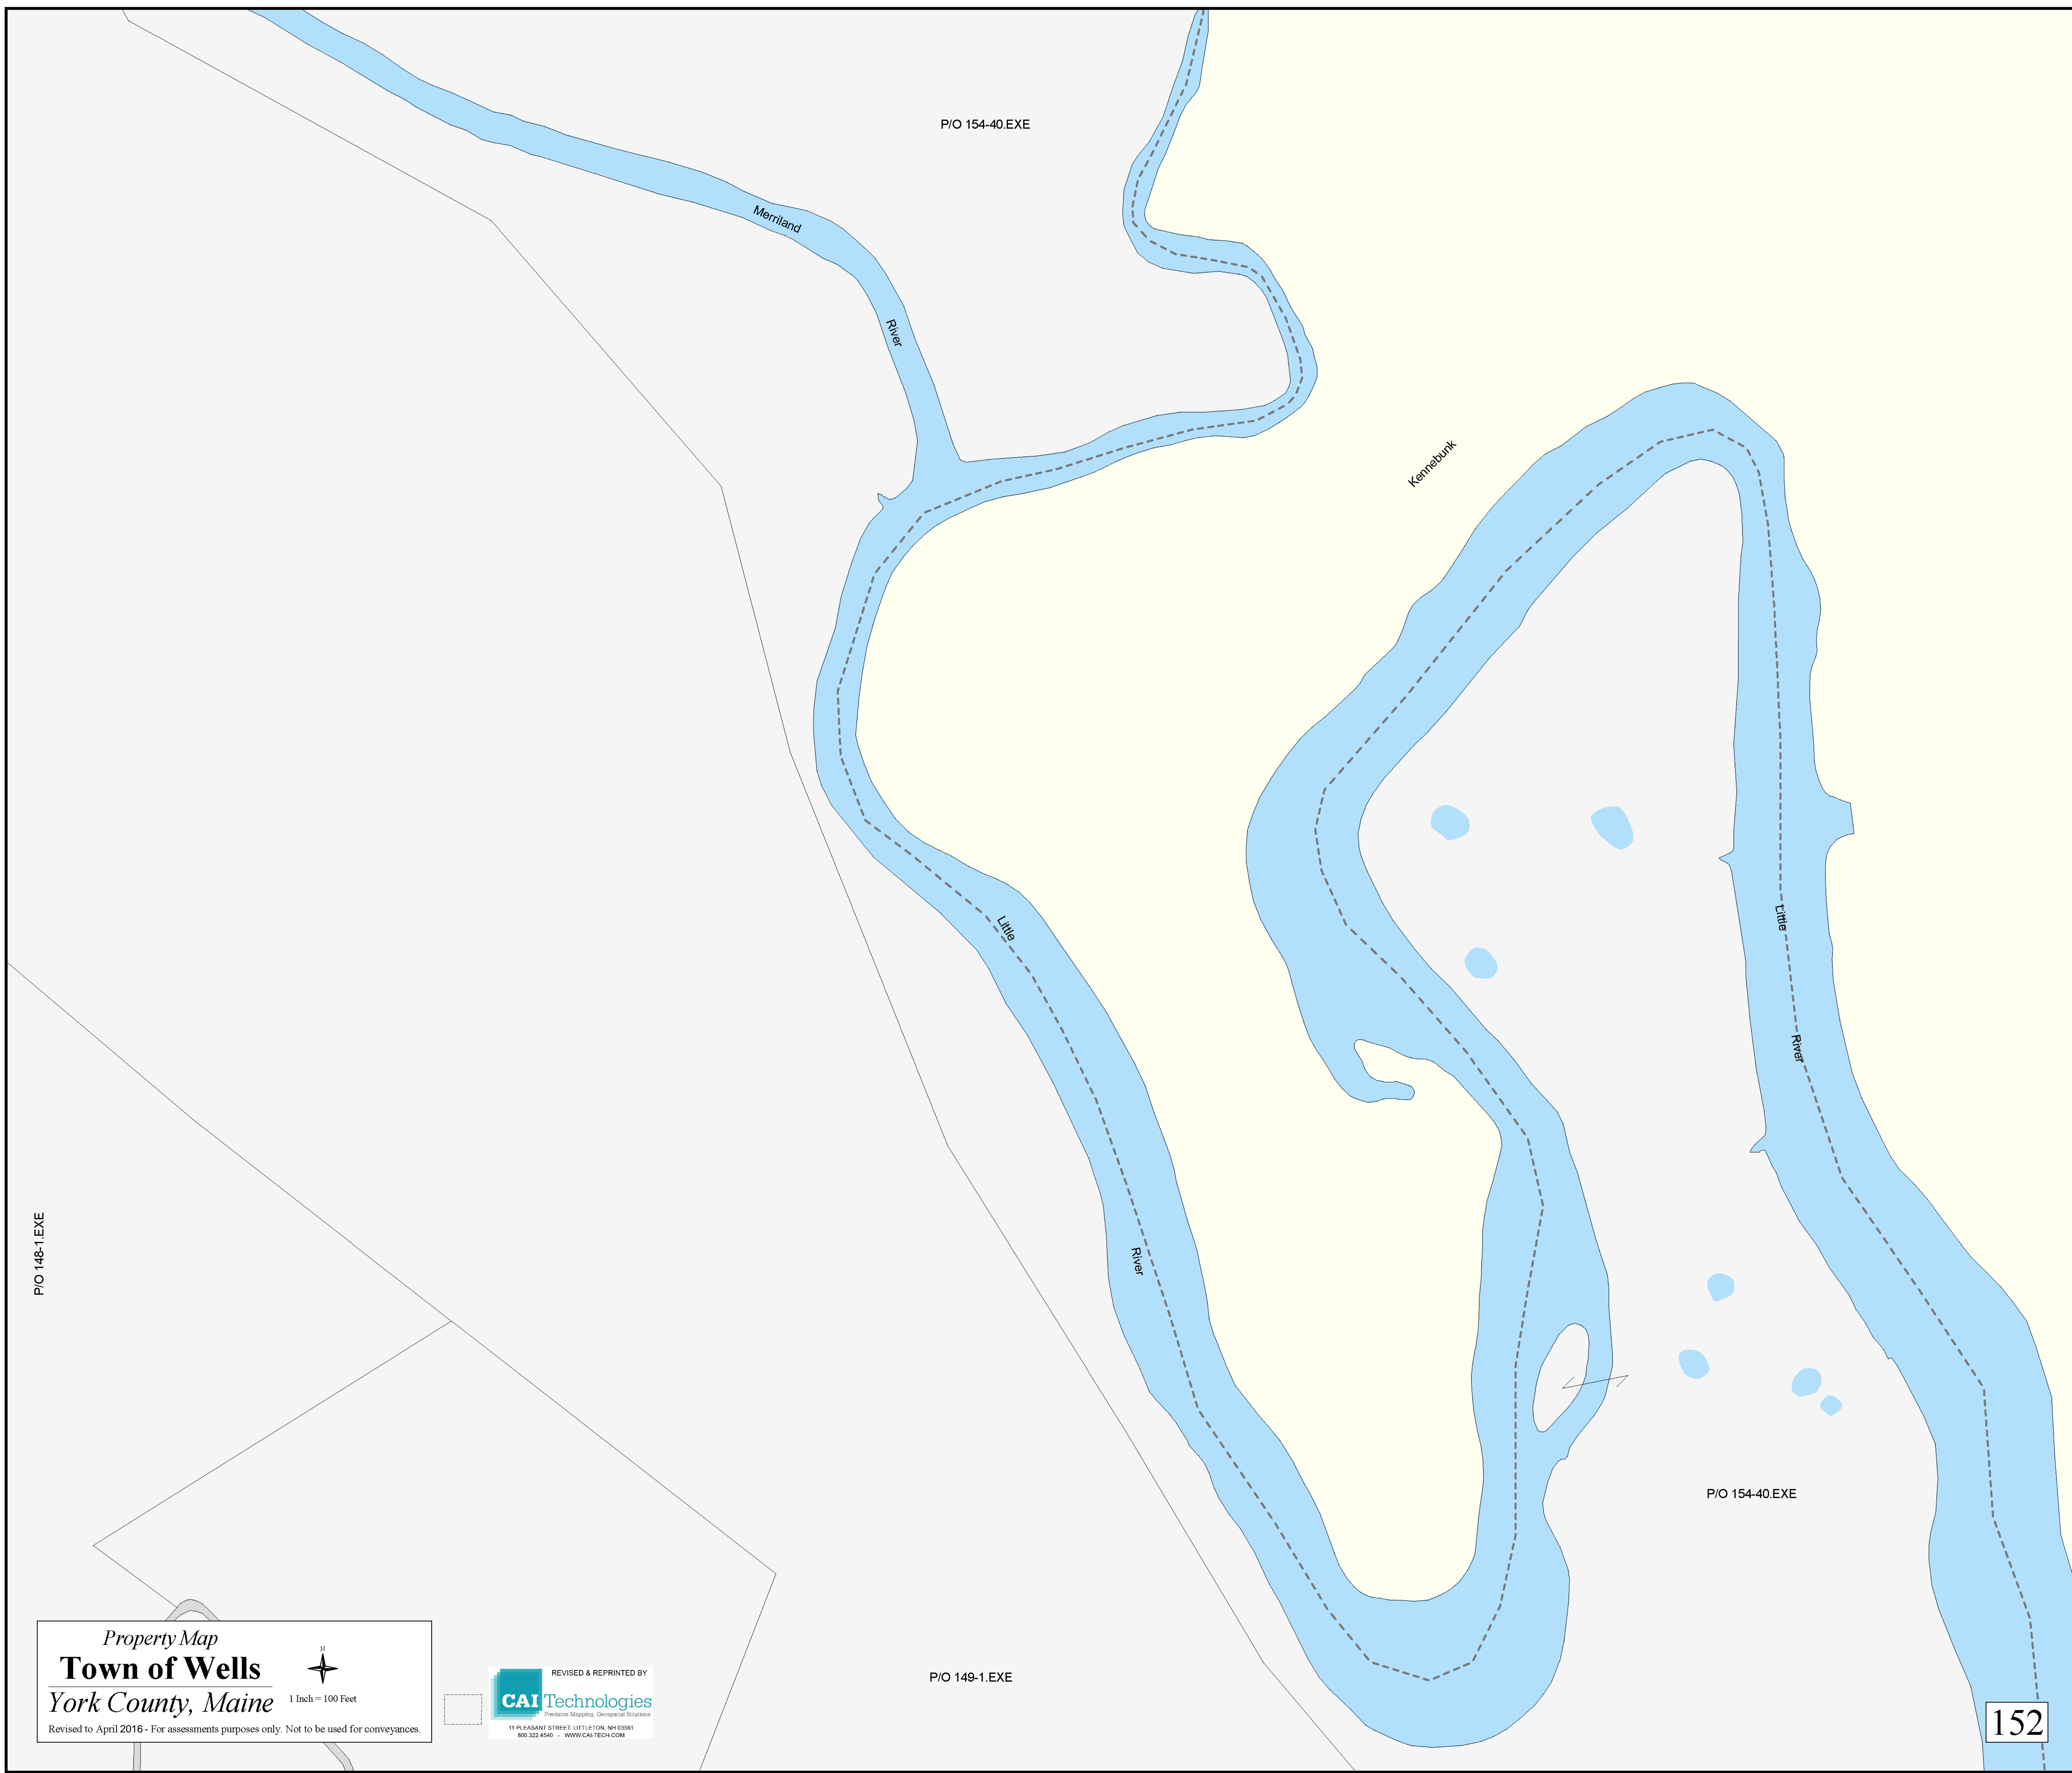 P/O 154-40.EXE
Merriland
River
Kennebunk
Little
Little
River
P/O 148-1.EXE
River
P/O 154-40.EXE
P/O 149-1.EXE
Property Map
Town of Wells
York County, Maine
N
1 Inch = 100 Feet
Revised to April 2016 - For assessments purposes only. Not to be used for conveyances.
REVISED & REPRINTED BY
CAI Technologies
Precision Mapping. Geospatial Solutions.
11 PLEASANT STREET, LITTLETON, NH 03561
800.322.4540 - WWW.CAI-TECH.COM
152